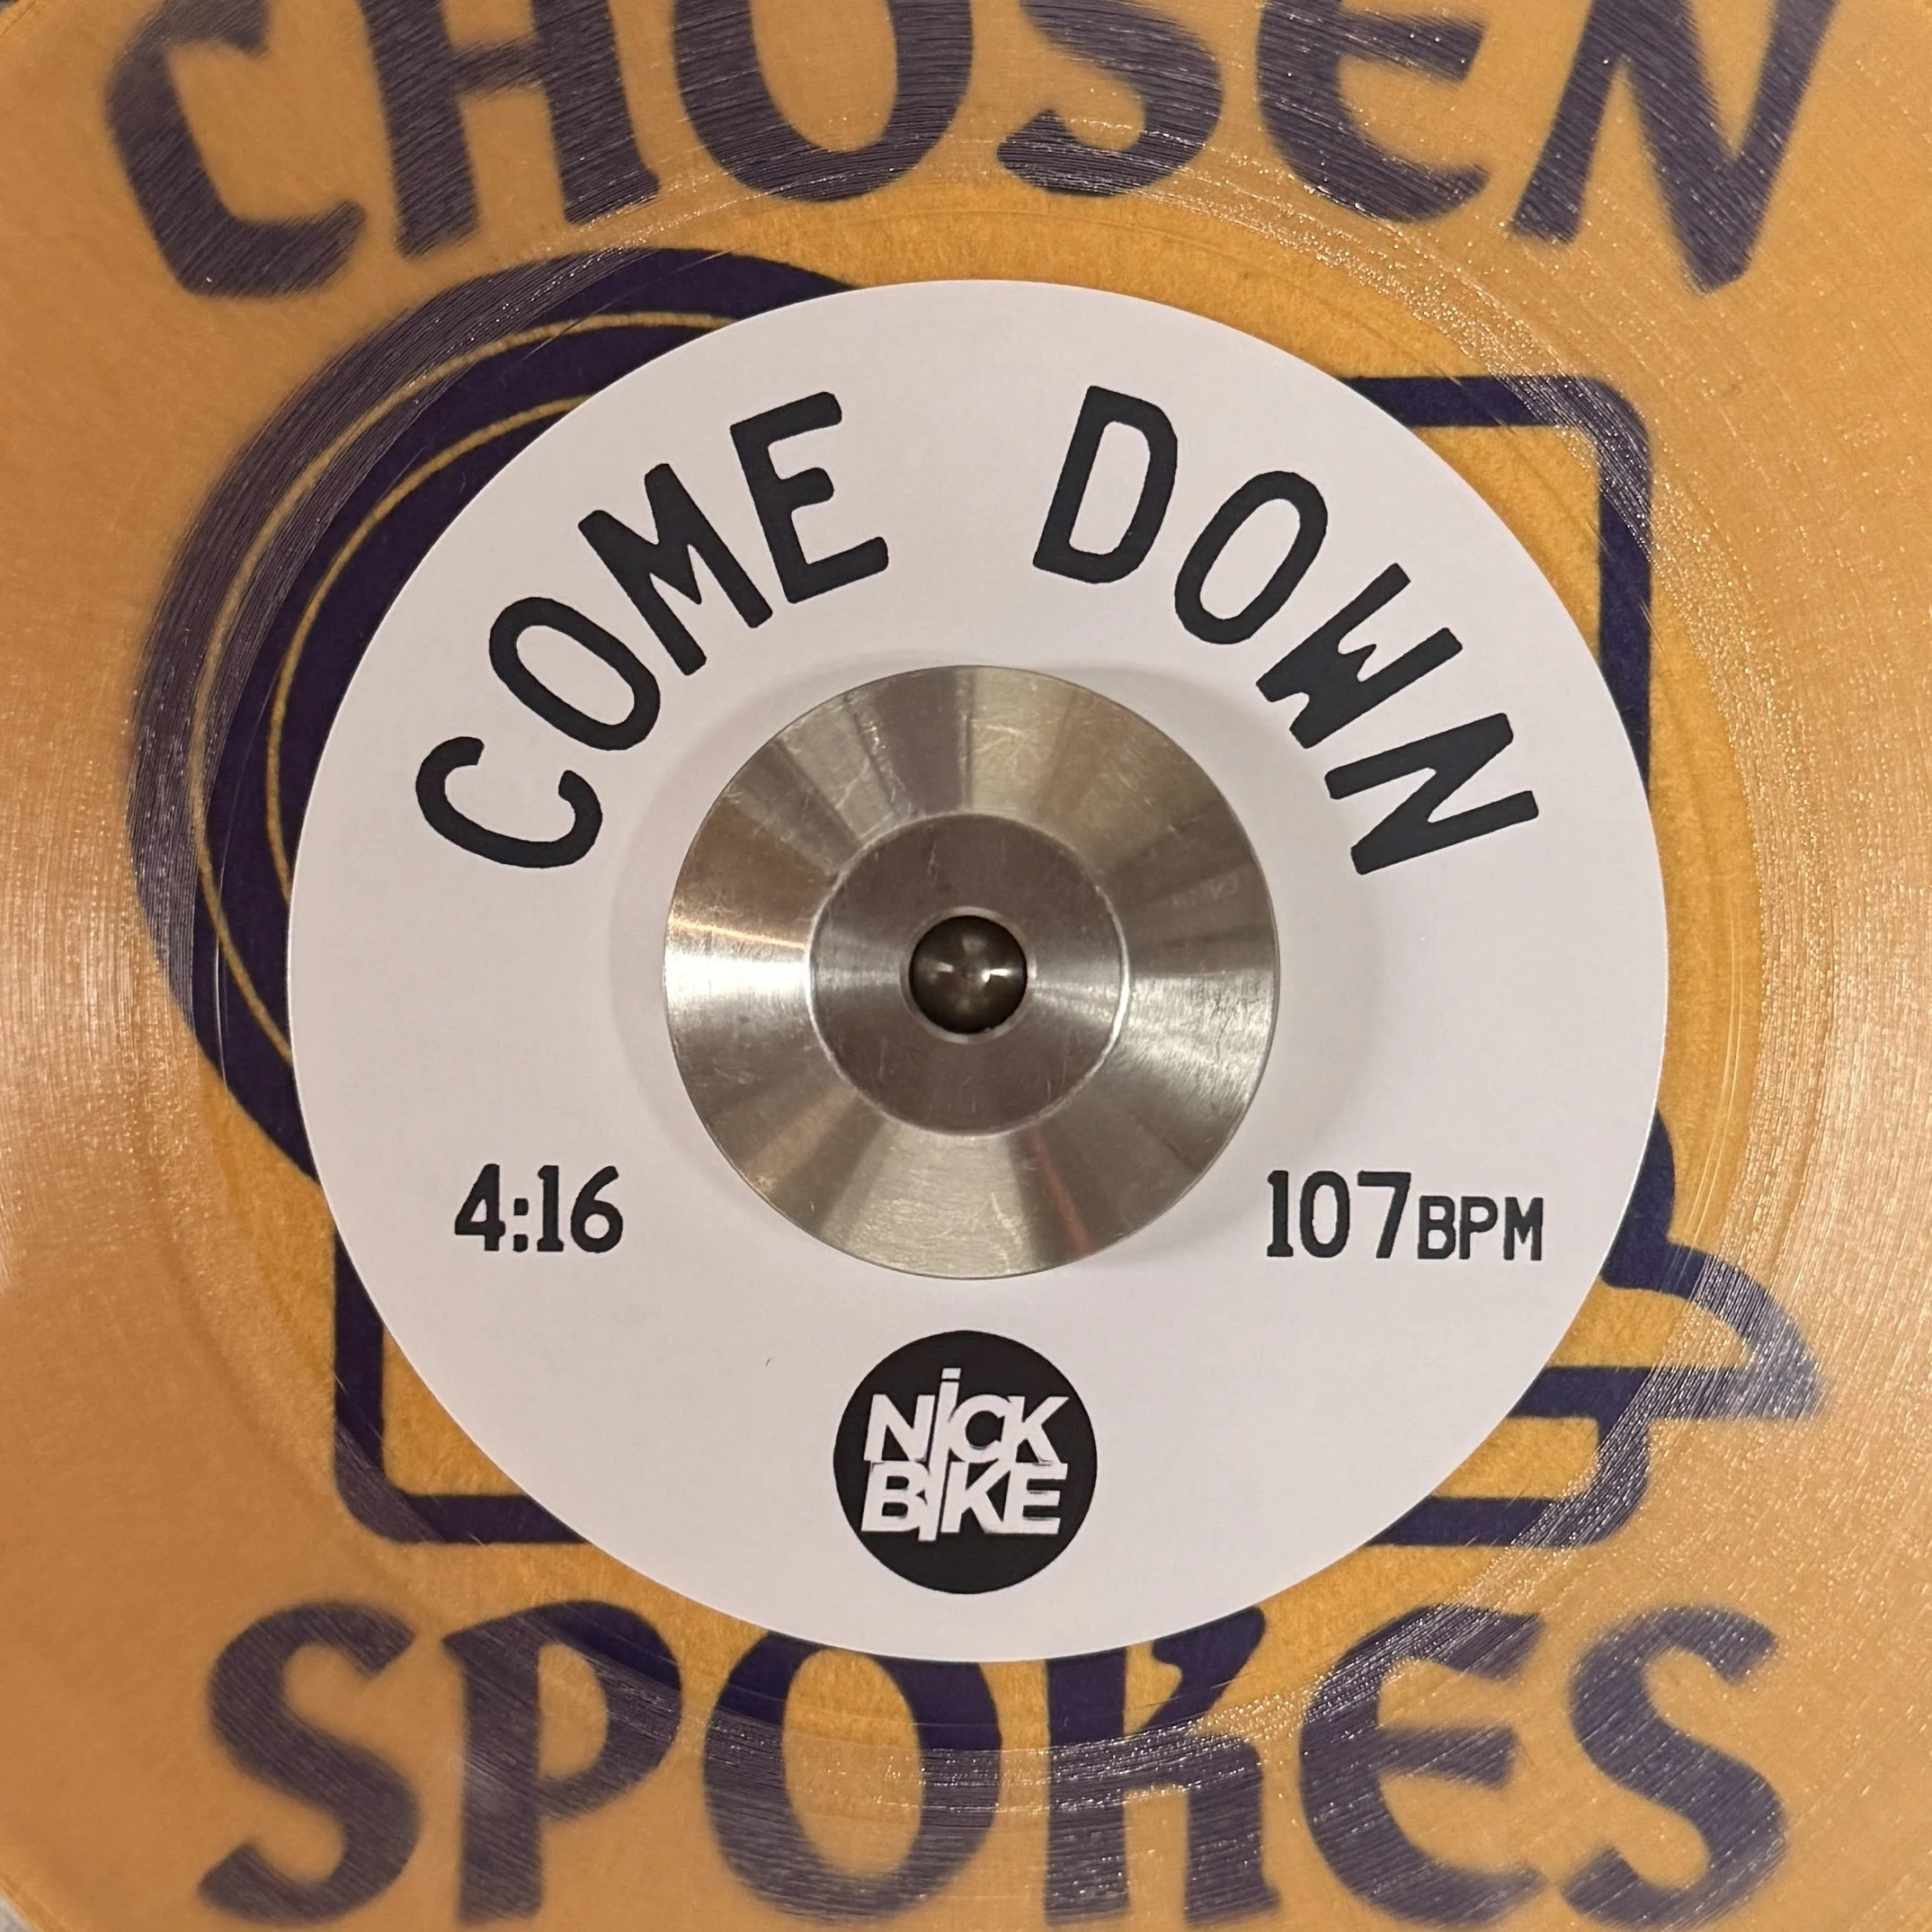 CHOSEN
COME DOWN
4:16
107BPM
NiCK
BIKE
SPOKES